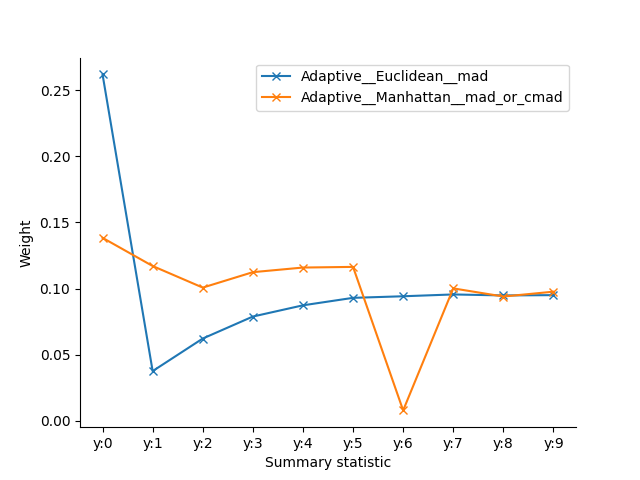 Adaptive__Euclidean__mad
Adaptive__Manhattan__mad_or_cmad
0.25
0.20
0.15
0.10
0.05
0.00
Weight
y:0 y:1 y:2 y:3 y:4 y:5 y:6 y:7 y:8 y:9
Summary statistic